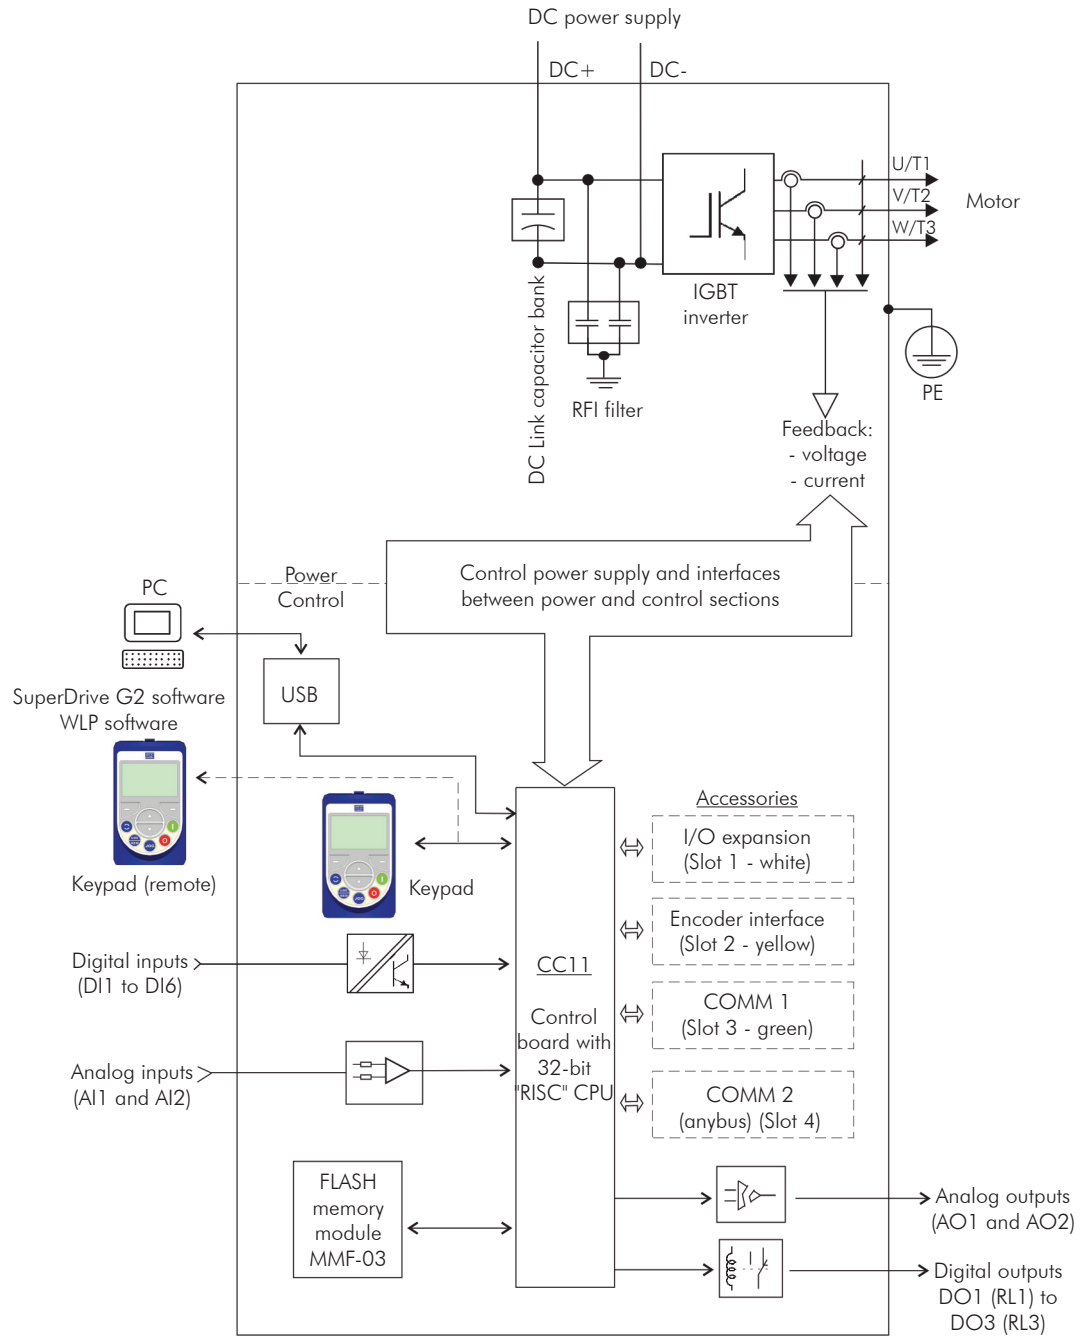 DC power supply
DC+
DC-
U/T1
V/T2
W/T3
Motor
IGBT
inverter
DC Link capacitor bank
RFI filter
PE
Feedback:
- voltage
- current
Power
Control
Control power supply and interfaces
between power and control sections
PC
USB
SuperDrive G2 software
WLP software
Keypad (remote)
Keypad
Accessories
I/O expansion
(Slot 1 - white)
Encoder interface
(Slot 2 - yellow)
COMM 1
(Slot 3 - green)
COMM 2
(anybus) (Slot 4)
Digital inputs
(DI1 to DI6)
CC11
Control
board with
32-bit
"RISC" CPU
Analog inputs
(AI1 and AI2)
FLASH
memory
module
MMF-03
Analog outputs
(AO1 and AO2)
Digital outputs
DO1 (RL1) to
DO3 (RL3)